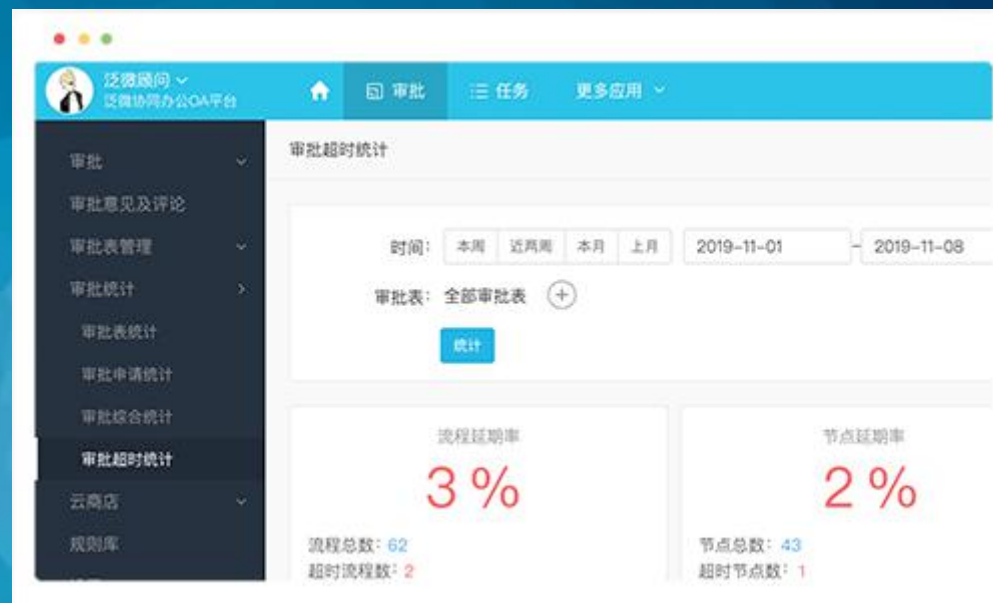 泛微顾问
泛微协同办公OA平台
审批
任务
更多应用
审批
审批意见及评论
审批表管理
审批统计
审批表统计
审批申请统计
审批综合统计
审批超时统计
云商店
规则库
审批超时统计
时间: 本周 近两周 本月 上月 2019-11-01 - 2019-11-08
审批表: 全部审批表
统计
流程延期率
3%
流程总数: 62
超时流程数: 2
节点延期率
2%
节点总数: 43
超时节点数: 1